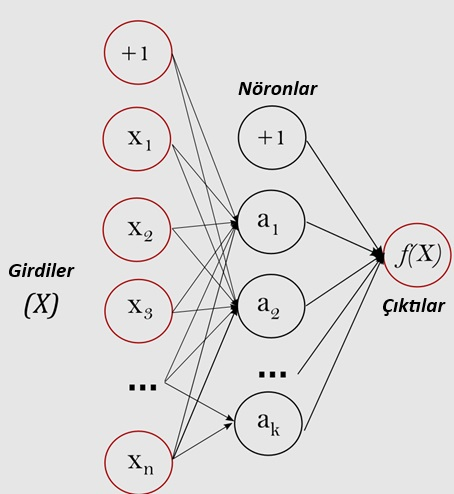 +1
x1
x2
x3
...
xn
Girdiler
(X)
Nöronlar
+1
a1
a2
...
ak
f(X)
Çıktılar